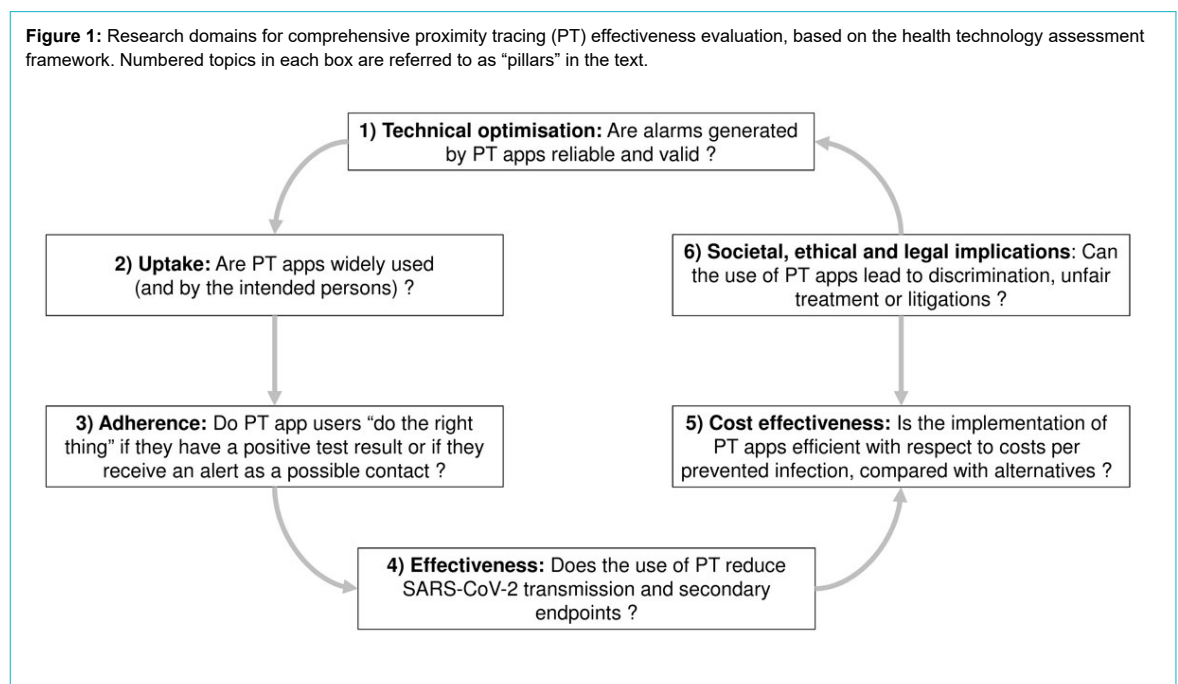 Figure 1: Research domains for comprehensive proximity tracing (PT) effectiveness evaluation, based on the health technology assessment
framework. Numbered topics in each box are referred to as “pillars” in the text.
1) Technical optimisation: Are alarms generated
by PT apps reliable and valid ?
2) Uptake: Are PT apps widely used
(and by the intended persons) ?
3) Adherence: Do PT app users “do the right
thing” if they have a positive test result or if they
receive an alert as a possible contact ?
4) Effectiveness: Does the use of PT reduce
SARS-CoV-2 transmission and secondary
endpoints ?
5) Cost effectiveness: Is the implementation of
PT apps efficient with respect to costs per
prevented infection, compared with alternatives ?
6) Societal, ethical and legal implications: Can
the use of PT apps lead to discrimination, unfair
treatment or litigations ?